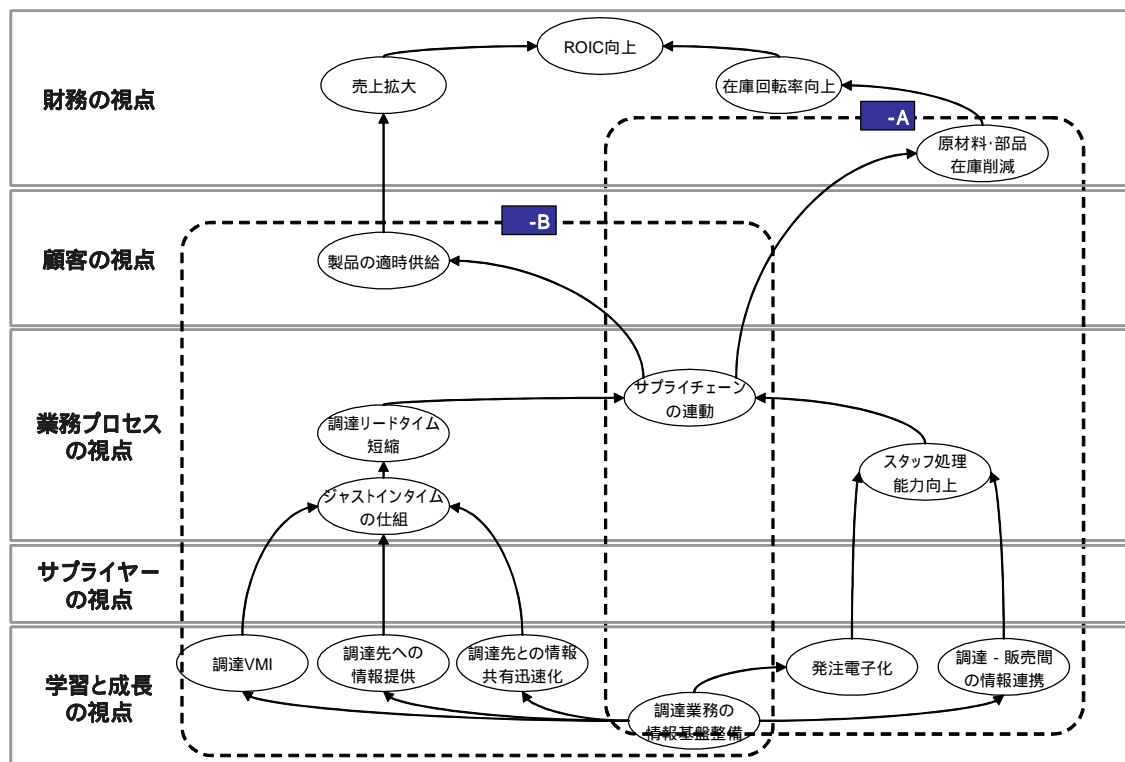 ROIC向上
売上拡大
在庫回転率向上
財務の視点
-A
原材料・部品
在庫削減
-B
顧客の視点
製品の適時供給
サプライチェーン
の連動
業務プロセス
の視点
調達リードタイム
短縮
スタッフ処理
能力向上
ジャストインタイム
の仕組
サプライヤー
の視点
学習と成長
の視点
調達VMI
調達先への
情報提供
調達先との情報
共有迅速化
発注電子化
調達 - 販売間
の情報連携
調達業務の
情報基盤整備